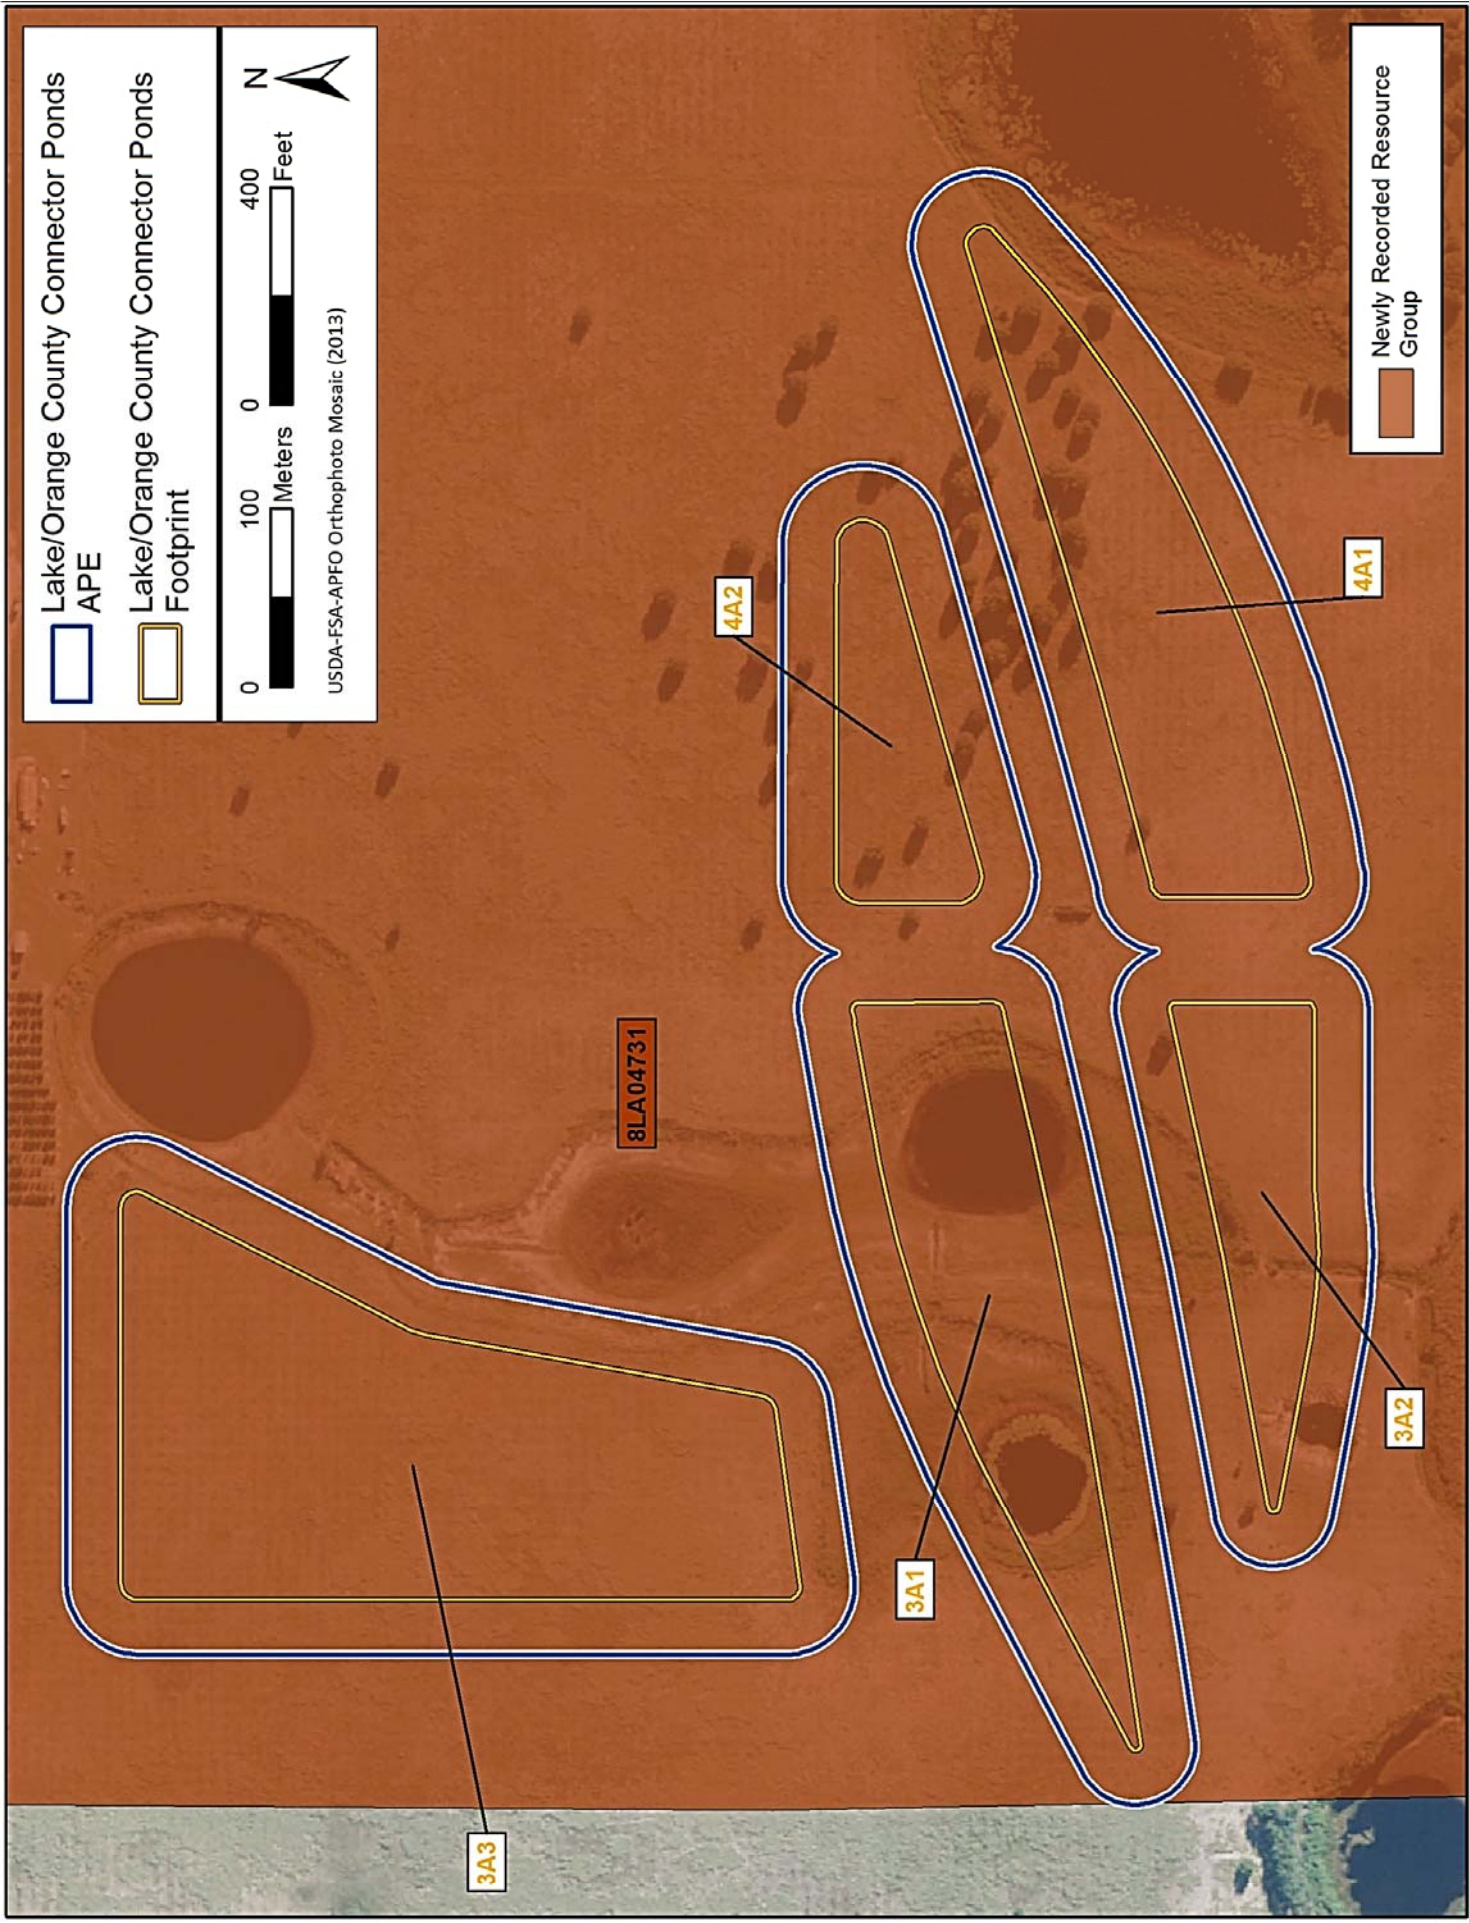 Lake/Orange County Connector Ponds
APE
Lake/Orange County Connector Ponds
Footprint
0 100 Meters 0 400 Feet
N
USDA-FSA-APFO Orthophoto Mosaic (2013)
3A3
8LA04731
4A2
3A1
4A1
3A2
Newly Recorded Resource
Group